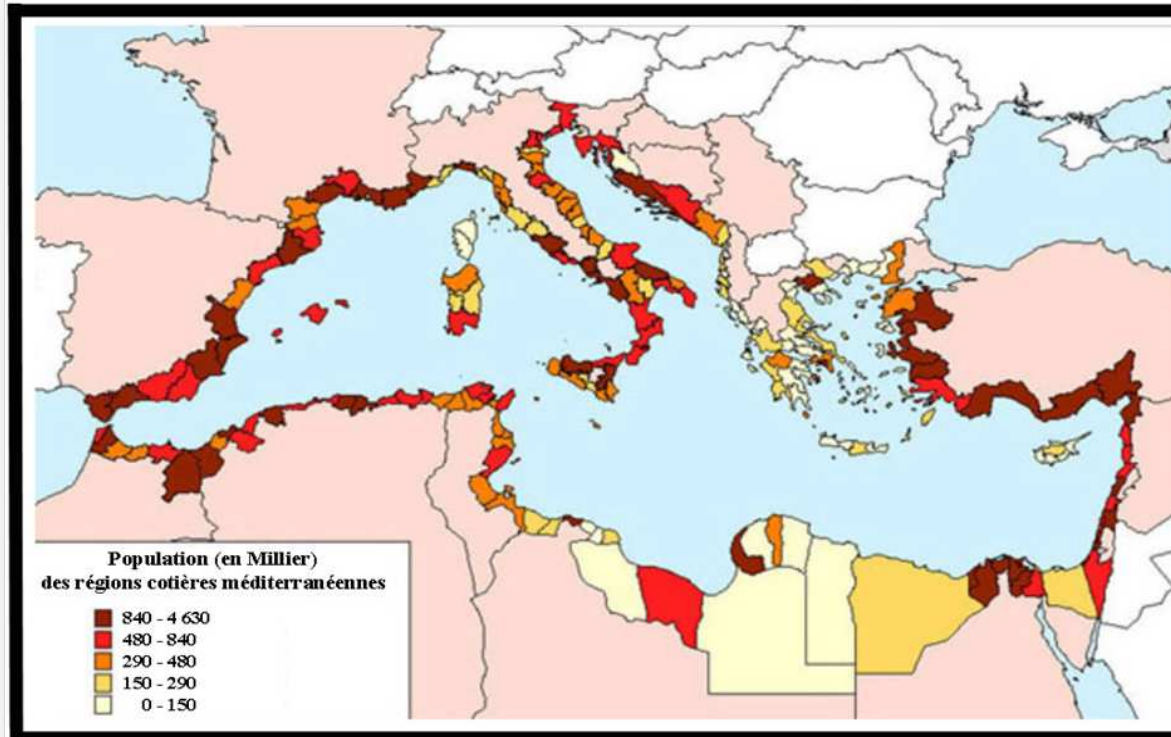 Population (en Millier)
des régions cotières méditerranéennes
840 - 4 630
480 - 840
290 - 480
150 - 290
0 - 150